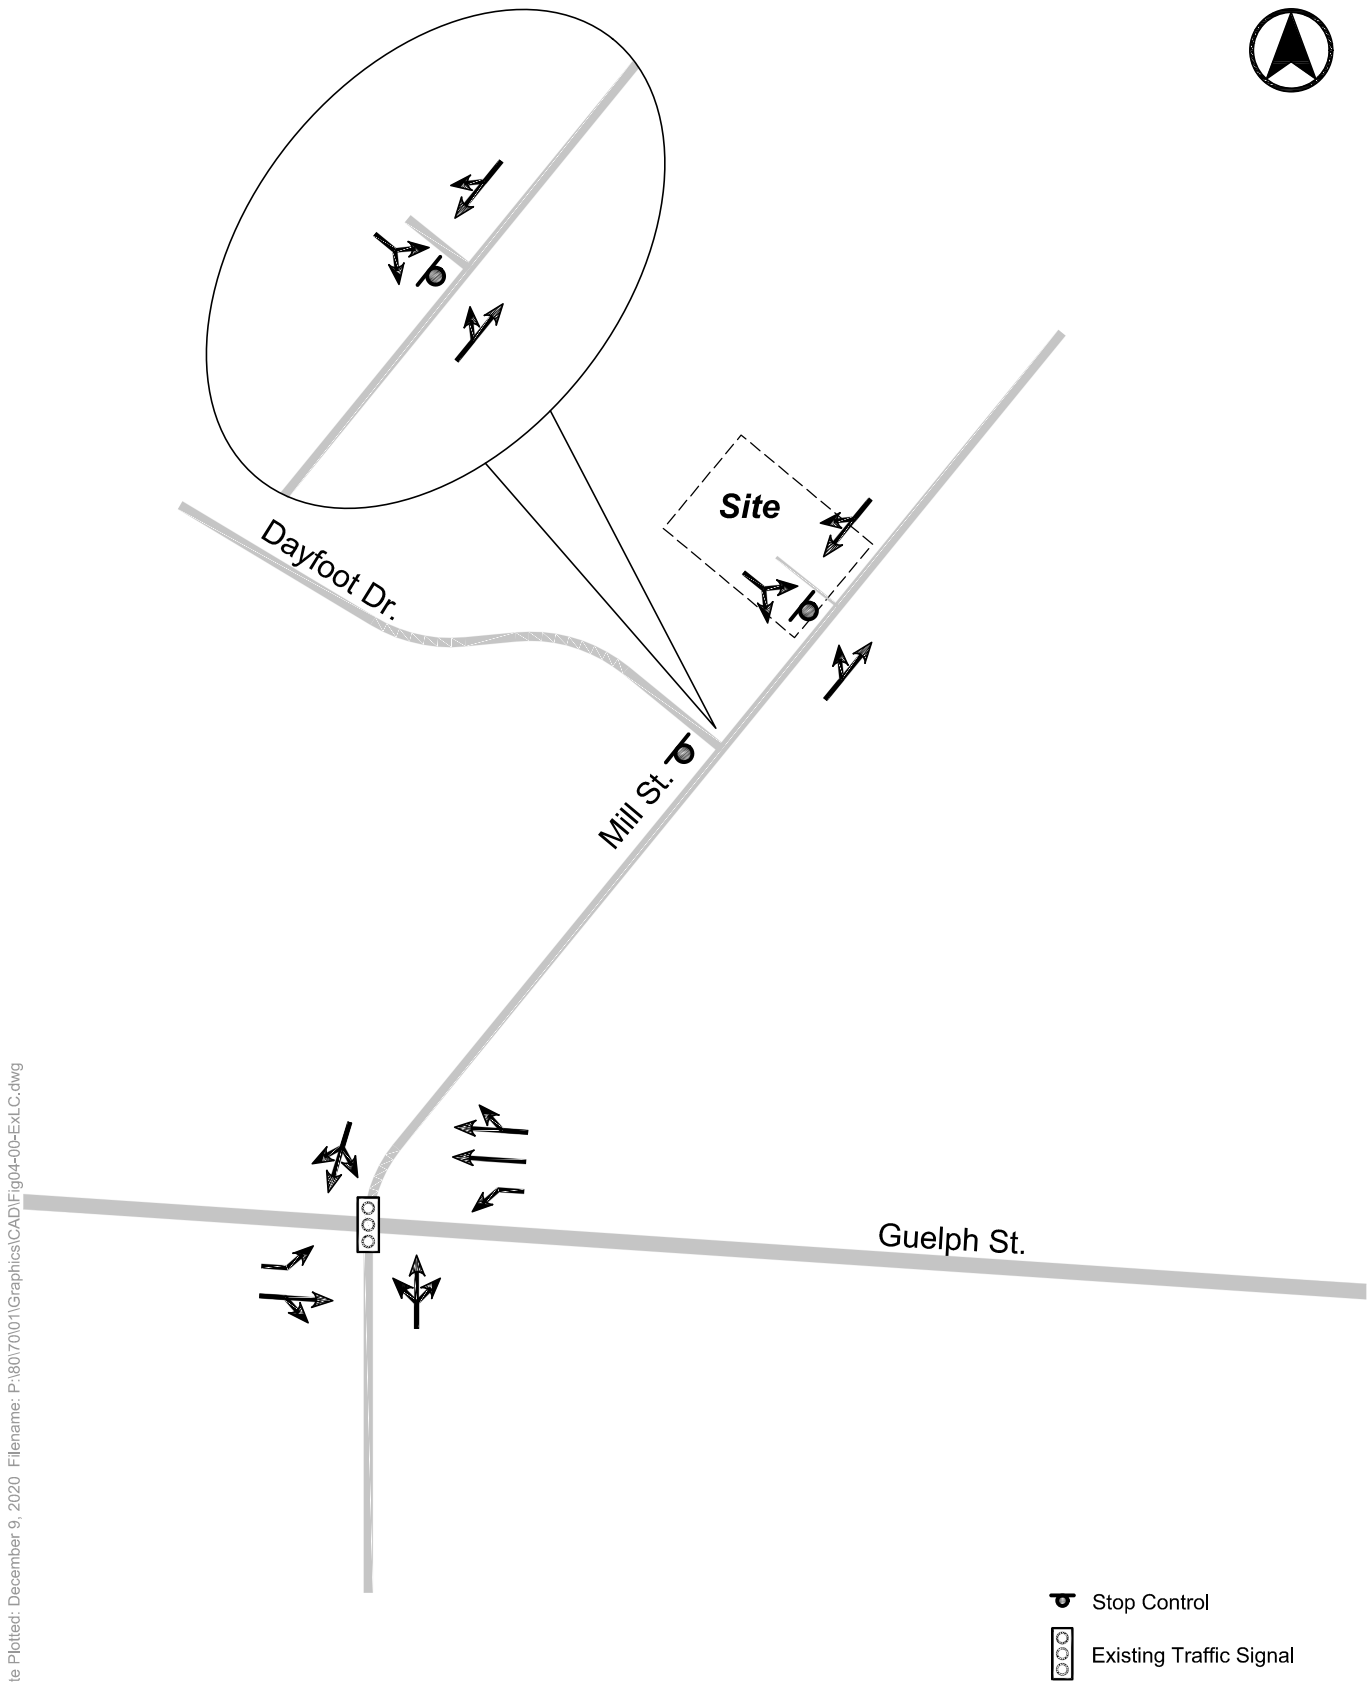 Site
Dayfoot Dr.
Mill St.
Guelph St.
te Plotted: December 9, 2020  Filename: P:\80\70\01\Graphics\CAD\Fig04-00-ExLC.dwg
Stop Control
Existing Traffic Signal